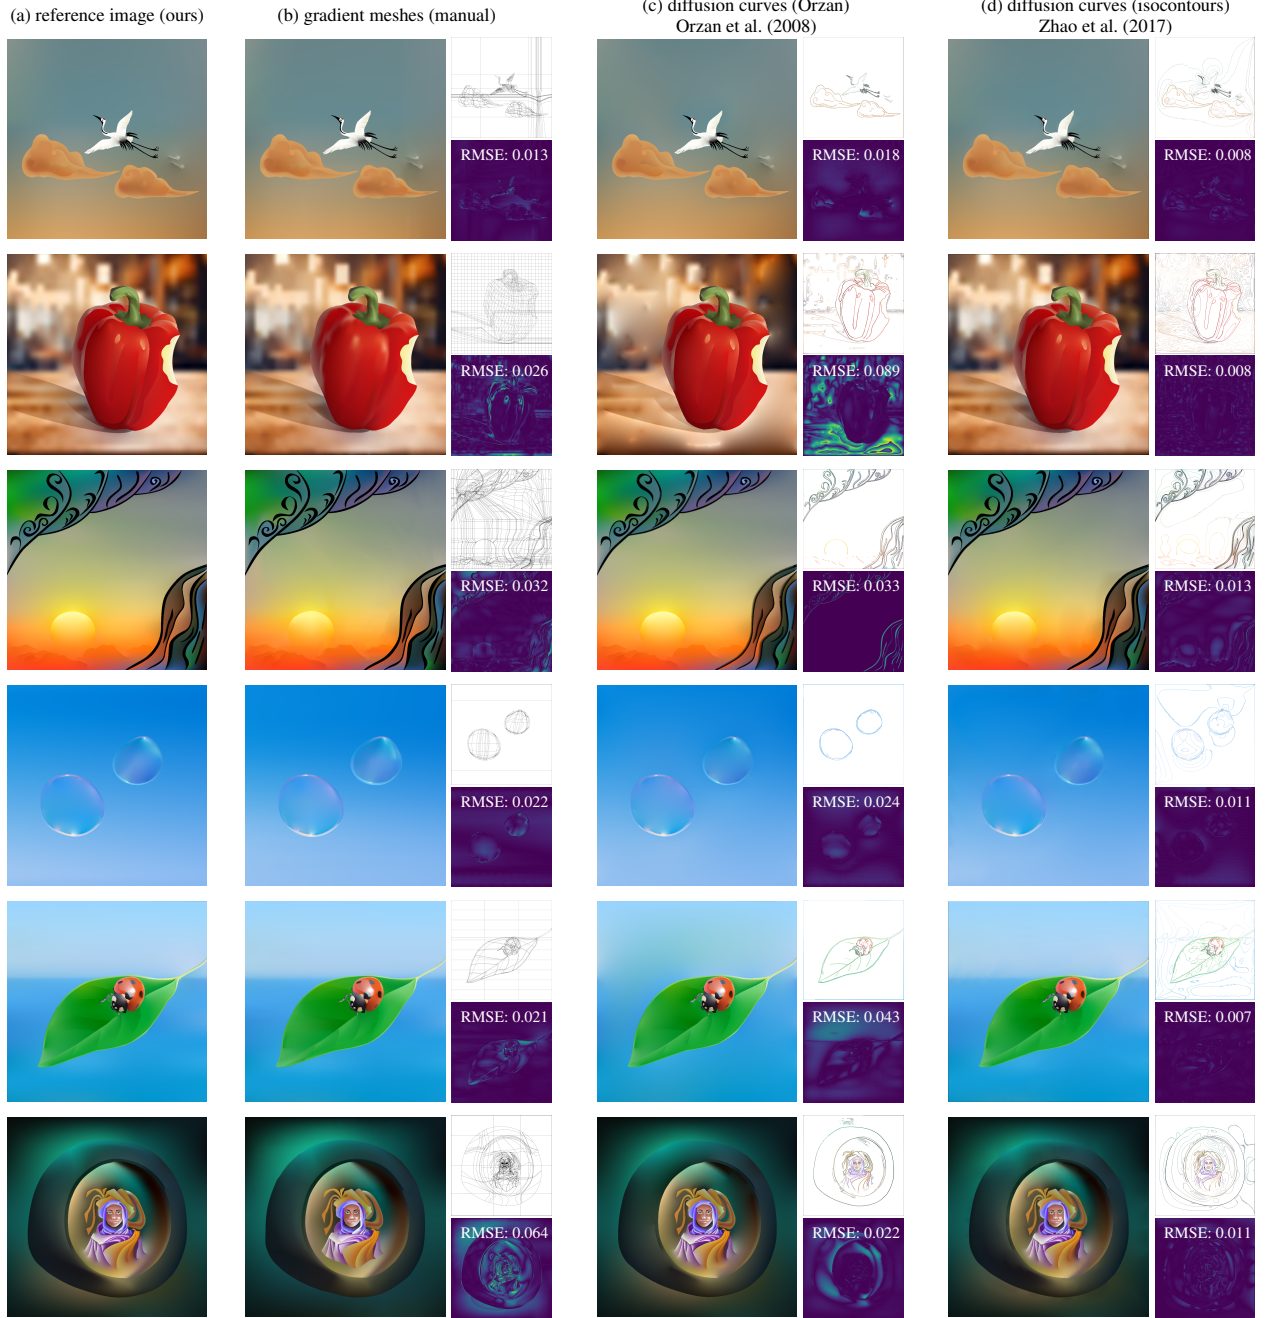 (a) reference image (ours)
(b) gradient meshes (manual)
(c) diffusion curves (Orzan)
Orzan et al. (2008)
(d) diffusion curves (isocontours)
Zhao et al. (2017)
RMSE: 0.013
RMSE: 0.018
RMSE: 0.008
RMSE: 0.026
RMSE: 0.089
RMSE: 0.008
RMSE: 0.032
RMSE: 0.033
RMSE: 0.013
RMSE: 0.022
RMSE: 0.024
RMSE: 0.011
RMSE: 0.021
RMSE: 0.043
RMSE: 0.007
RMSE: 0.064
RMSE: 0.022
RMSE: 0.011